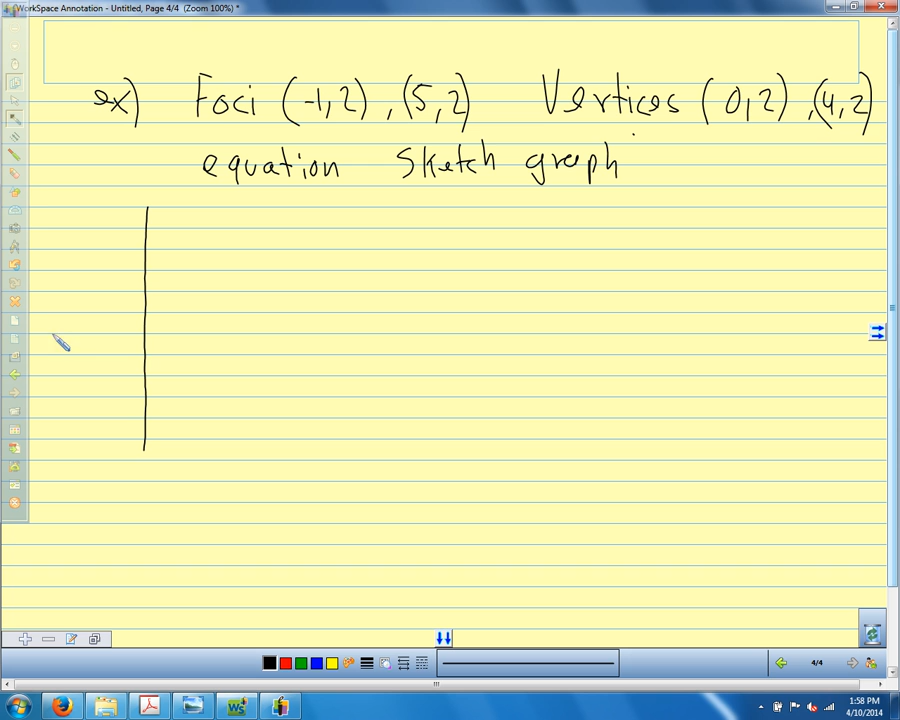 WorkSpace Annotation - Untitled, Page 4/4 (Zoom 100%) *
ex) Foci (-1,2) , (5,2) Vertices (0,2) ,(4,2)
equation sketch graph
4/4
1:58 PM
4/10/2014